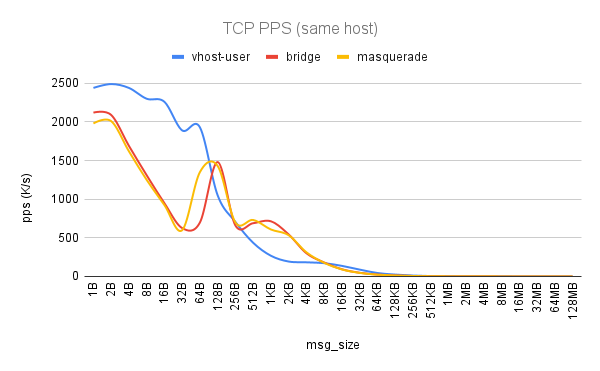 TCP PPS (same host)
vhost-user bridge masquerade
pps (K/s)
2500
2000
1500
1000
500
0
1B 2B 4B 8B 16B 32B 64B 128B 256B 512B 1KB 2KB 4KB 8KB 16KB 32KB 64KB 128KB 256KB 512KB 1MB 2MB 4MB 8MB 16MB 32MB 64MB 128MB
msg_size